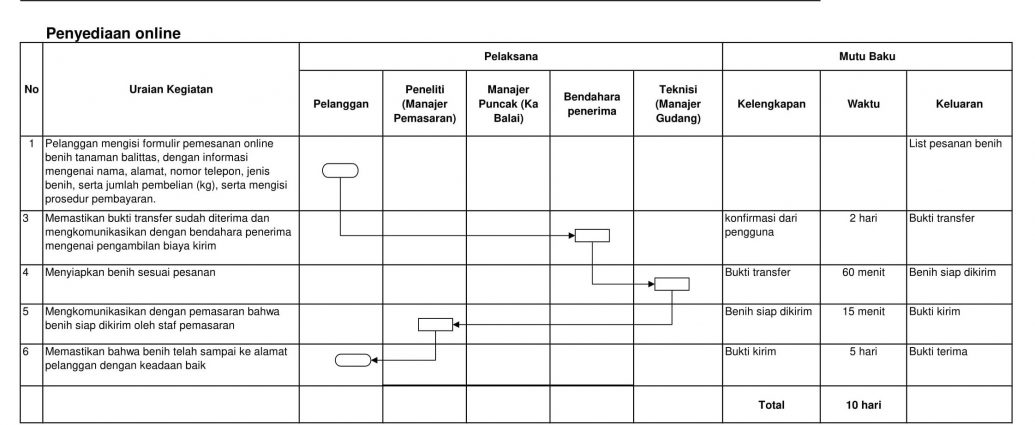 Penyediaan online
No
Uraian Kegiatan
Pelaksana
Mutu Baku
Pelanggan
Peneliti
(Manajer
Pemasaran)
Manajer
Puncak (Ka
Balai)
Bendahara
penerima
Teknisi
(Manajer
Gudang)
Kelengkapan
Waktu
Keluaran
1
Pelanggan mengisi formulir pemesanan online
benih tanaman balittas, dengan informasi
mengenai nama, alamat, nomor telepon, jenis
benih, serta jumlah pembelian (kg), serta mengisi
prosedur pembayaran.
List pesanan benih
3
Memastikan bukti transfer sudah diterima dan
mengkomunikasikan dengan bendahara penerima
mengenai pengambilan biaya kirim
konfirmasi dari
pengguna
2 hari
Bukti transfer
4
Menyiapkan benih sesuai pesanan
Bukti transfer
60 menit
Benih siap dikirim
5
Mengkomunikasikan dengan pemasaran bahwa
benih siap dikirim oleh staf pemasaran
Benih siap dikirim
15 menit
Bukti kirim
6
Memastikan bahwa benih telah sampai ke alamat
pelanggan dengan keadaan baik
Bukti kirim
5 hari
Bukti terima
Total
10 hari